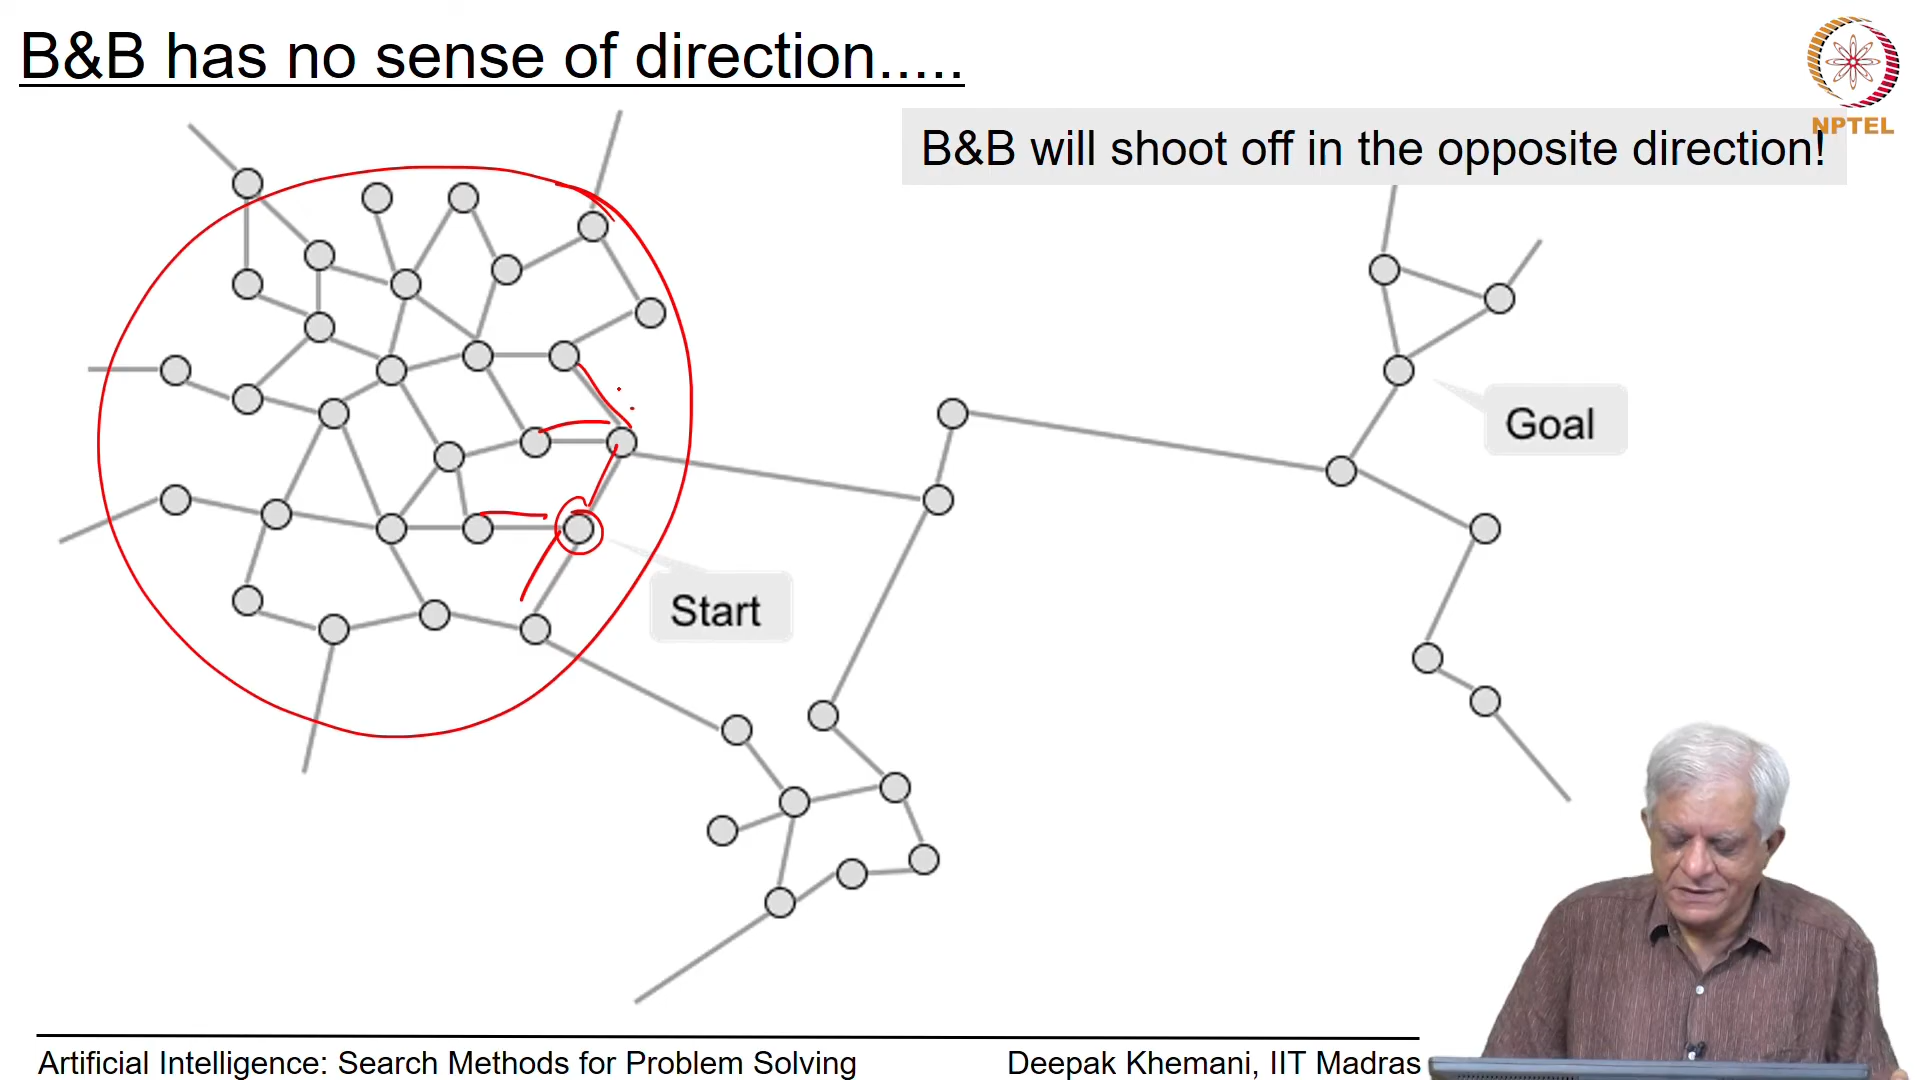 B&B has no sense of direction.....
NPTEL
B&B will shoot off in the opposite direction!
Goal
Start
Artificial Intelligence: Search Methods for Problem Solving
Deepak Khemani, IIT Madras